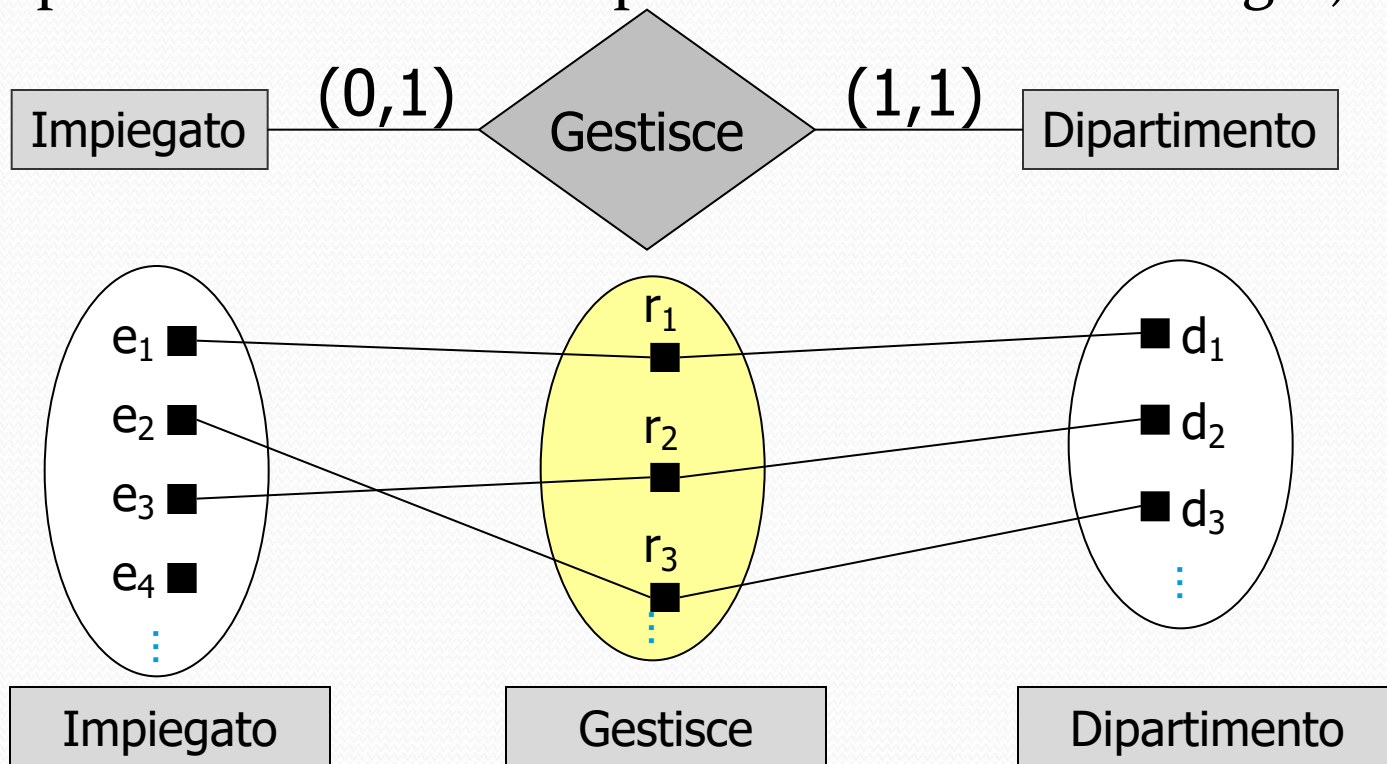 (0,1) (1,1)
Impiegato Gestisce Dipartimento
r₁
e₁ d₁
e₂ r₂ d₂
e₃ d₃
r₃
e₄
Impiegato Gestisce Dipartimento